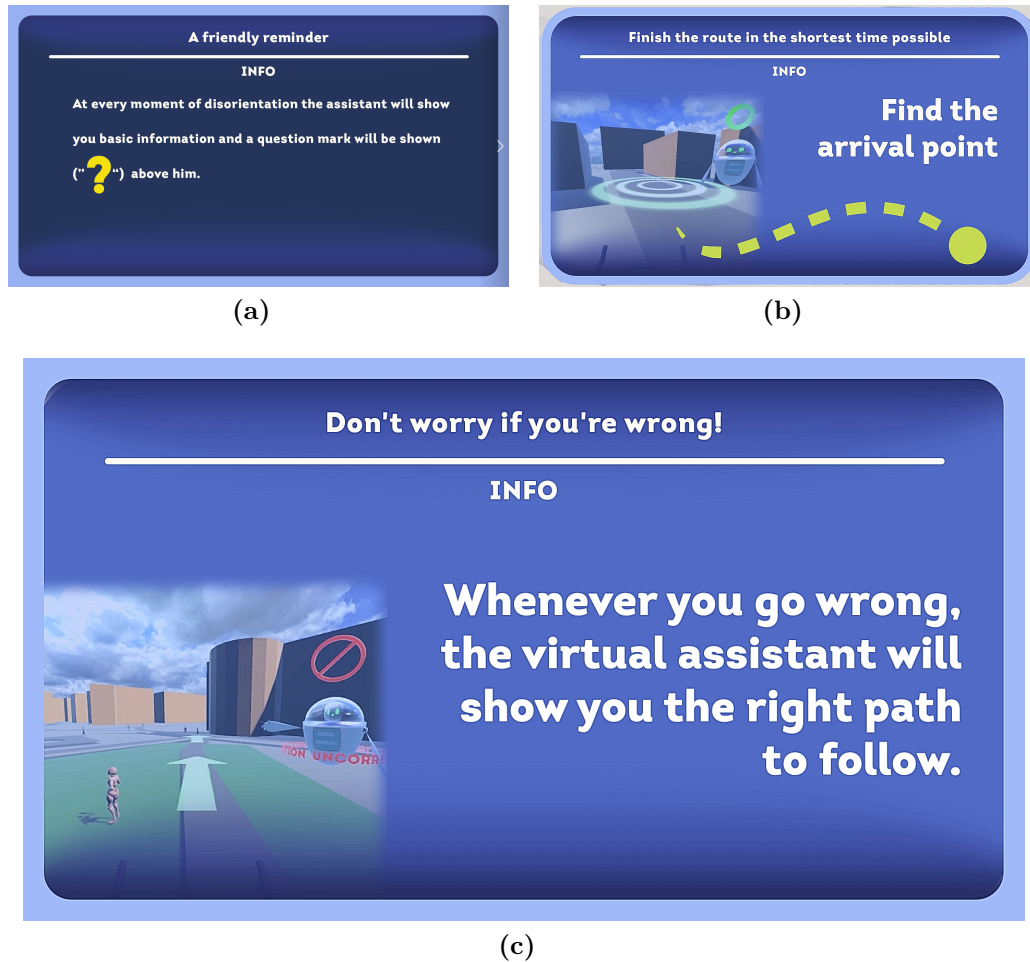 A friendly reminder
INFO
At every moment of disorientation the assistant will show
you basic information and a question mark will be shown
("?") above him.
(a)
Finish the route in the shortest time possible
INFO
Find the
arrival point
(b)
Don't worry if you're wrong!
INFO
Whenever you go wrong,
the virtual assistant will
show you the right path
to follow.
ION UNCORR
(c)